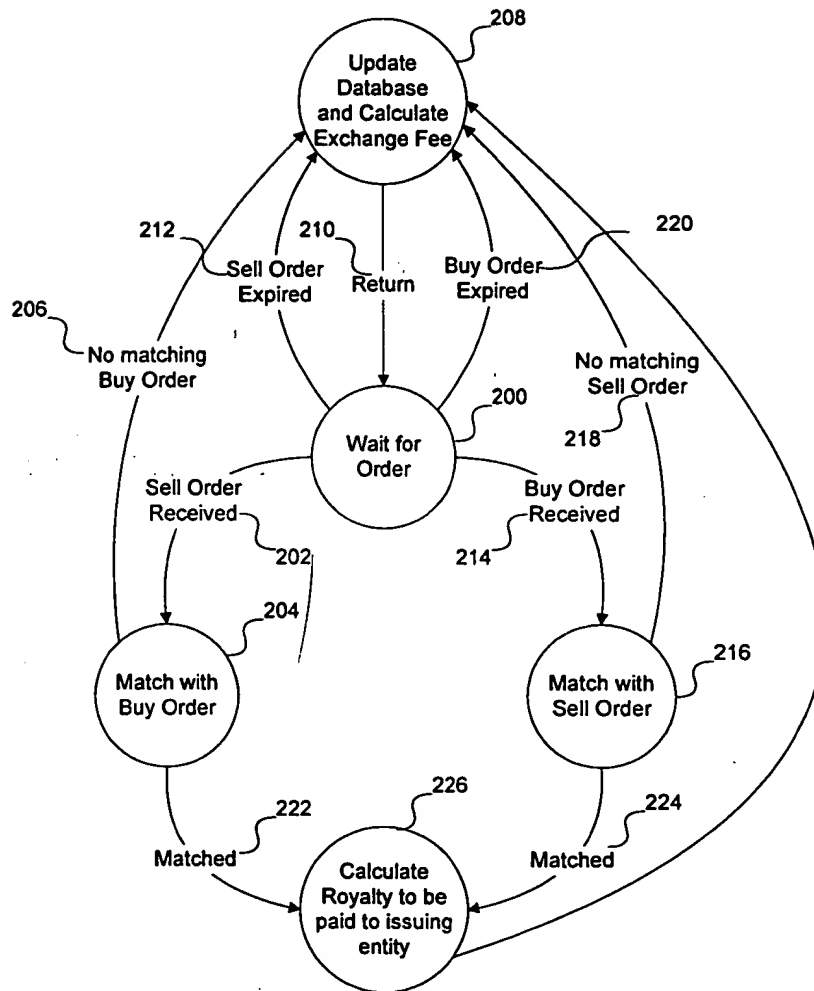 208
Update
Database
and Calculate
Exchange Fee
212
Sell Order
Expired
210
Return
Buy Order
Expired
220
206
No matching
Buy Order
No matching
Sell Order
218
200
Wait for
Order
Sell Order
Received
202
Buy Order
Received
214
204
Match with
Buy Order
216
Match with
Sell Order
222
Matched
226
224
Matched
Calculate
Royalty to be
paid to issuing
entity